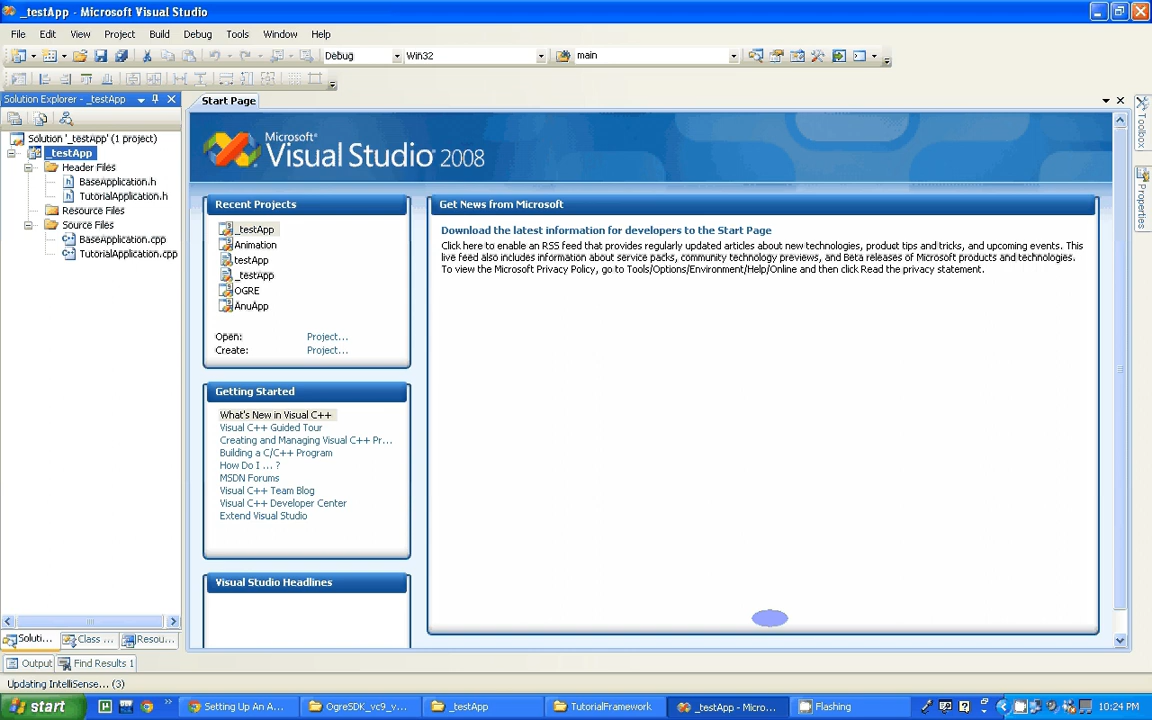 _testApp - Microsoft Visual Studio
File Edit View Project Build Debug Tools Window Help
Debug Win32 main
Solution Explorer - _testApp
Start Page
Solution '_testApp' (1 project)
_testApp
Header Files
BaseApplication.h
TutorialApplication.h
Resource Files
Source Files
BaseApplication.cpp
TutorialApplication.cpp
Microsoft®
Visual Studio® 2008
Recent Projects
_testApp
Animation
testApp
_testApp
OGRE
AnuApp
Open: Project...
Create: Project...
Getting Started
What's New in Visual C++
Visual C++ Guided Tour
Creating and Managing Visual C++ Pr...
Building a C/C++ Program
How Do I ... ?
MSDN Forums
Visual C++ Team Blog
Visual C++ Developer Center
Extend Visual Studio
Visual Studio Headlines
Get News from Microsoft
Download the latest information for developers to the Start Page
Click here to enable an RSS feed that provides regularly updated articles about new technologies, product tips and tricks, and upcoming events. This
live feed also includes information about service packs, community technology previews, and Beta releases of Microsoft products and technologies.
To view the Microsoft Privacy Policy, go to Tools/Options/Environment/Help/Online and then click Read the privacy statement.
Toolbox
Properties
Soluti... Class ... Resou...
Output Find Results 1
Updating IntelliSense... (3)
start Setting Up An A... OgreSDK_vc9_v... _testApp TutorialFramework _testApp - Micro... Flashing 10:24 PM